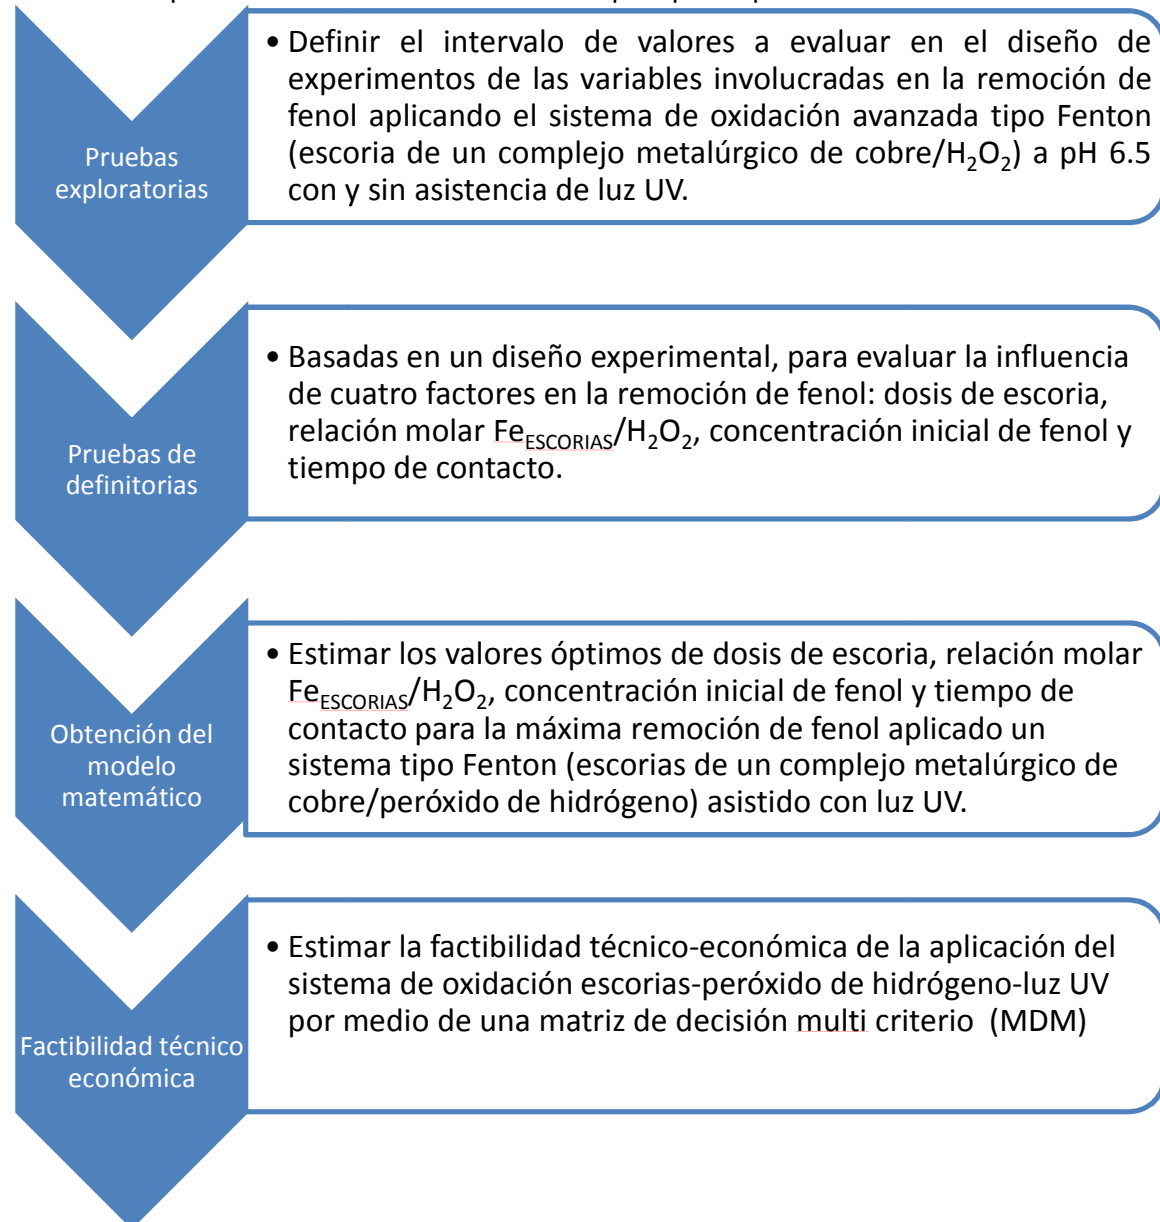 Pruebas
exploratorias
• Definir el intervalo de valores a evaluar en el diseño de
experimentos de las variables involucradas en la remoción de
fenol aplicando el sistema de oxidación avanzada tipo Fenton
(escoria de un complejo metalúrgico de cobre/H₂O₂) a pH 6.5
con y sin asistencia de luz UV.
Pruebas de
definitorias
• Basadas en un diseño experimental, para evaluar la influencia
de cuatro factores en la remoción de fenol: dosis de escoria,
relación molar Fe_ESCORIAS/H₂O₂, concentración inicial de fenol y
tiempo de contacto.
Obtención del
modelo
matemático
• Estimar los valores óptimos de dosis de escoria, relación molar
Fe_ESCORIAS/H₂O₂, concentración inicial de fenol y tiempo de
contacto para la máxima remoción de fenol aplicado un
sistema tipo Fenton (escorias de un complejo metalúrgico de
cobre/peróxido de hidrógeno) asistido con luz UV.
Factibilidad técnico
económica
• Estimar la factibilidad técnico-económica de la aplicación del
sistema de oxidación escorias-peróxido de hidrógeno-luz UV
por medio de una matriz de decisión multi criterio (MDM)